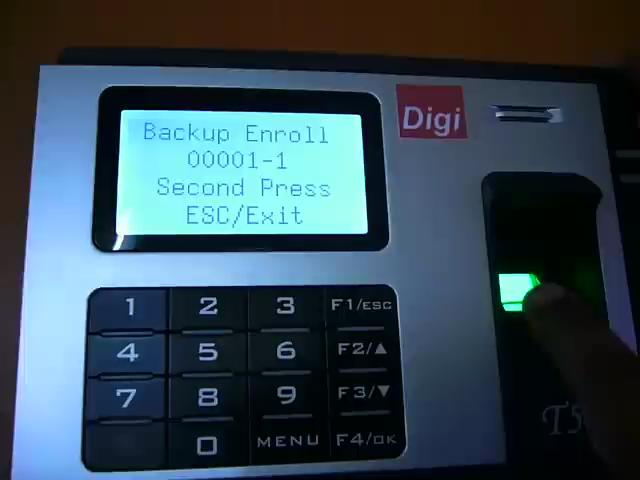 Backup Enroll
00001-1
Second Press
ESC/Exit
Digi
1 2 3 F1/ESC
4 5 6 F2/▲
7 8 9 F3/▼
0 MENU F4/OK